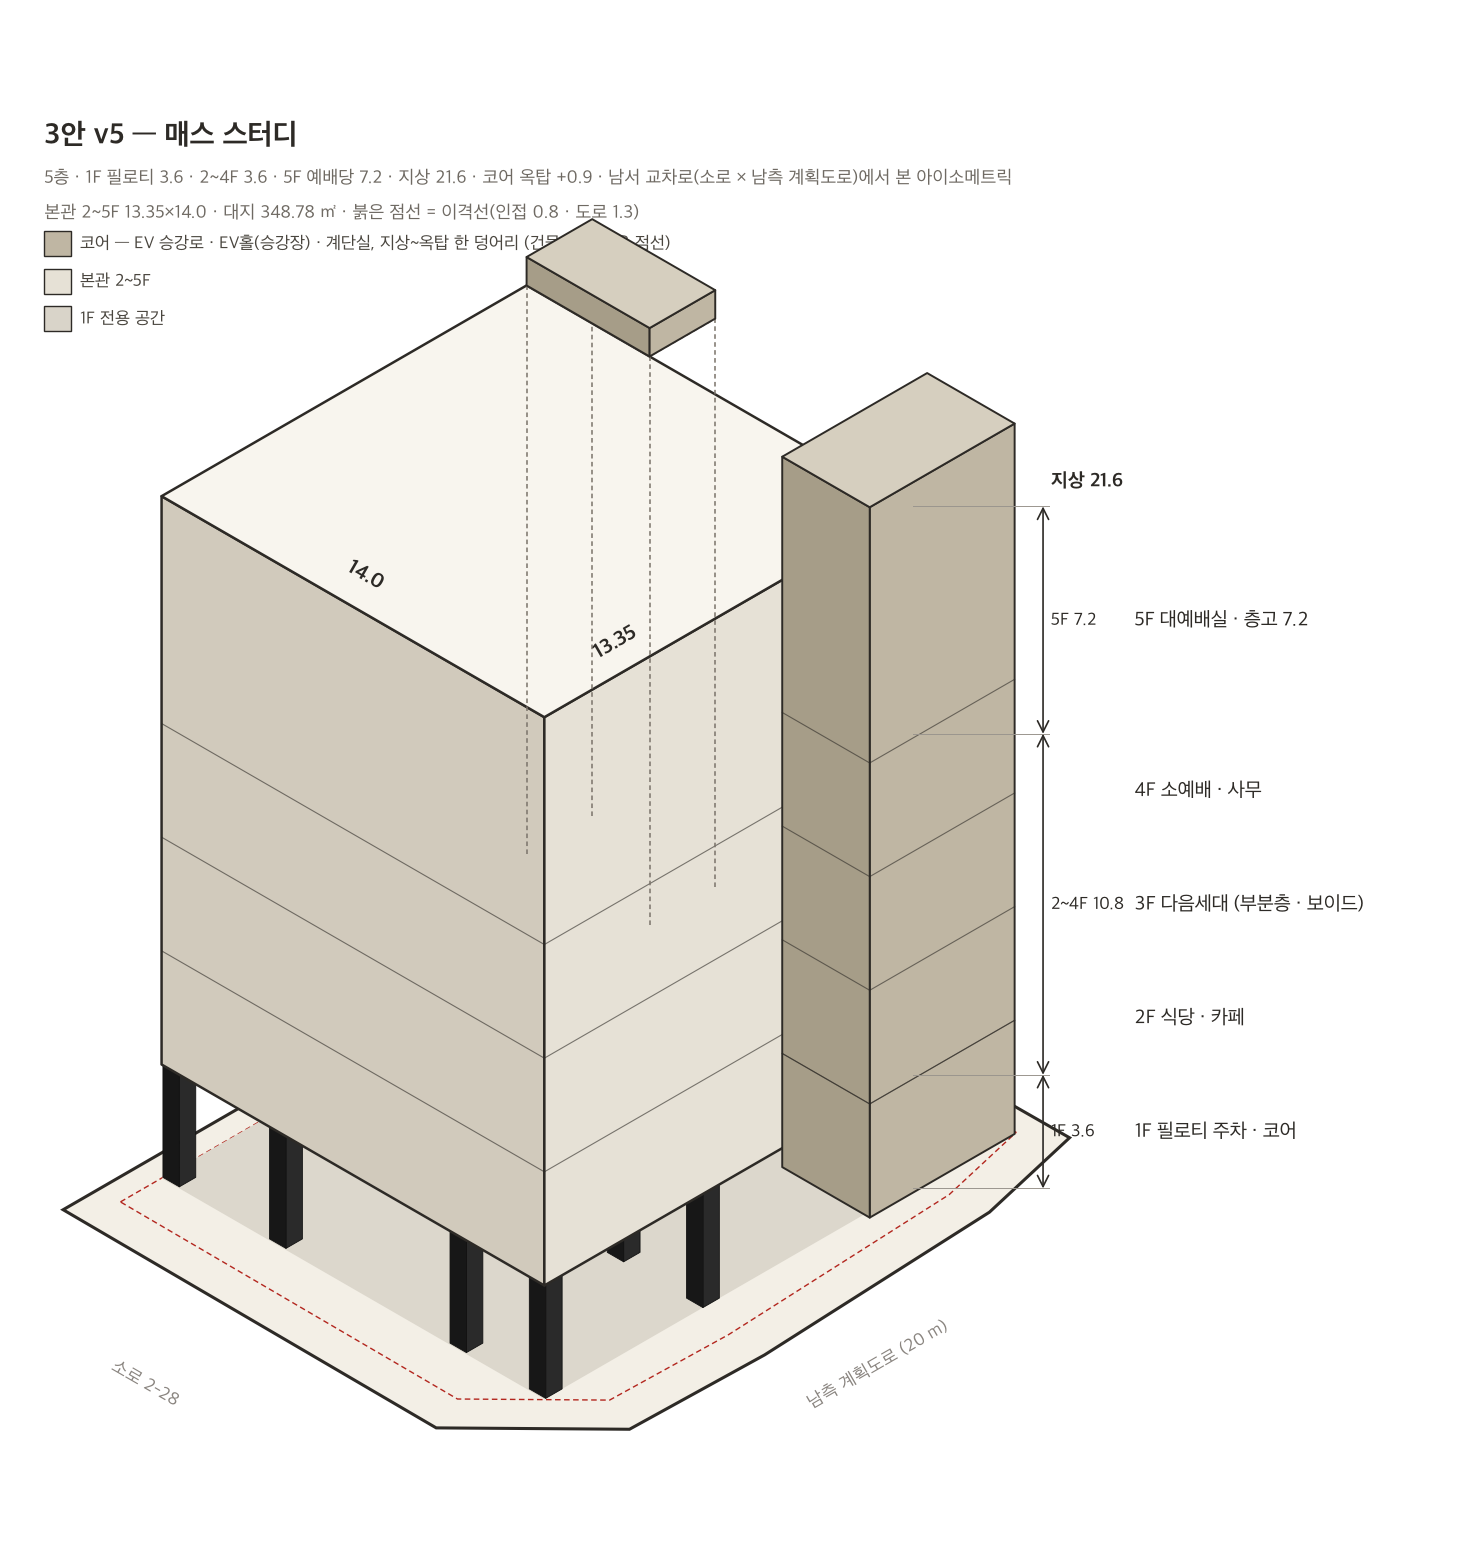 3안 v5 — 매스 스터디
5층 · 1F 필로티 3.6 · 2~4F 3.6 · 5F 예배당 7.2 · 지상 21.6 · 코어 옥탑 +0.9 · 남서 교차로(소로 × 남측 계획도로)에서 본 아이소메트릭
본관 2~5F 13.35×14.0 · 대지 348.78 ㎡ · 붉은 점선 = 이격선(인접 0.8 · 도로 1.3)
코어 — EV 승강로 · EV홀(승강장) · 계단실, 지상~옥탑 한 덩어리 (건물 점선)
본관 2~5F
1F 전용 공간
지상 21.6
14.0
13.35
5F 7.2 5F 대예배실 · 층고 7.2
4F 소예배 · 사무
2~4F 10.8 3F 다음세대 (부분층 · 보이드)
2F 식당 · 카페
1F 3.6 1F 필로티 주차 · 코어
소로 2-28
남측 계획도로 (20 m)